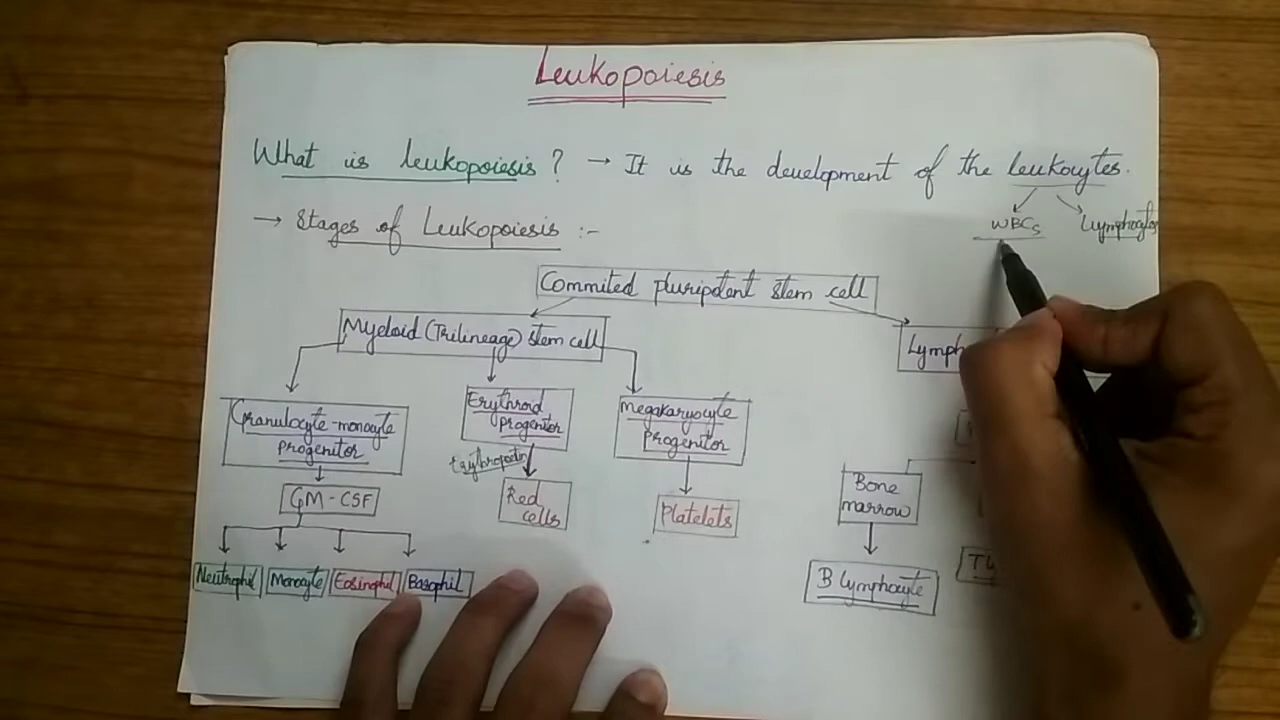 Leukopoiesis
What is leukopoiesis? → It is the development of the leukocytes.
WBCs Lymphocytes
→ Stages of Leukopoiesis :-
Commited pluripotent stem cell
Myeloid (Trilineage) stem cell
Lymph
Granulocyte-monocyte
progenitor
Erythroid
progenitor
Megakaryocyte
progenitor
Erythropoetin
GM-CSF
Red
cells
Platelets
Bone
marrow
Neutrophil Monocyte Eosinophil Basophil
B lymphocyte